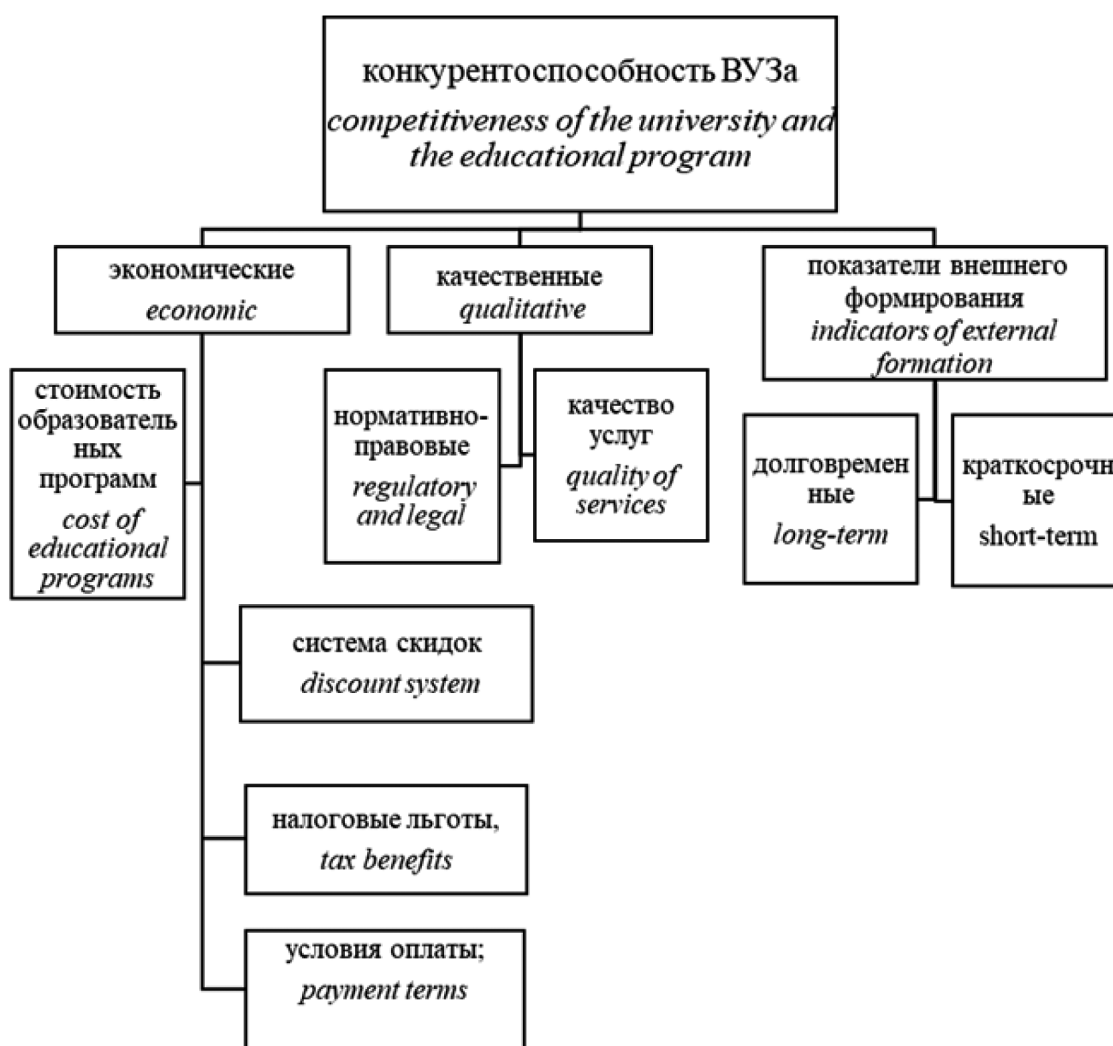 конкурентоспособность ВУЗа
competitiveness of the university and
the educational program
экономические
economic
качественные
qualitative
показатели внешнего
формирования
indicators of external
formation
стоимость
образователь
ных
программ
cost of
educational
programs
нормативно-
правовые
regulatory
and legal
качество
услуг
quality of
services
долговремен
ные
long-term
краткосрочн
ые
short-term
система скидок
discount system
налоговые льготы,
tax benefits
условия оплаты;
payment terms